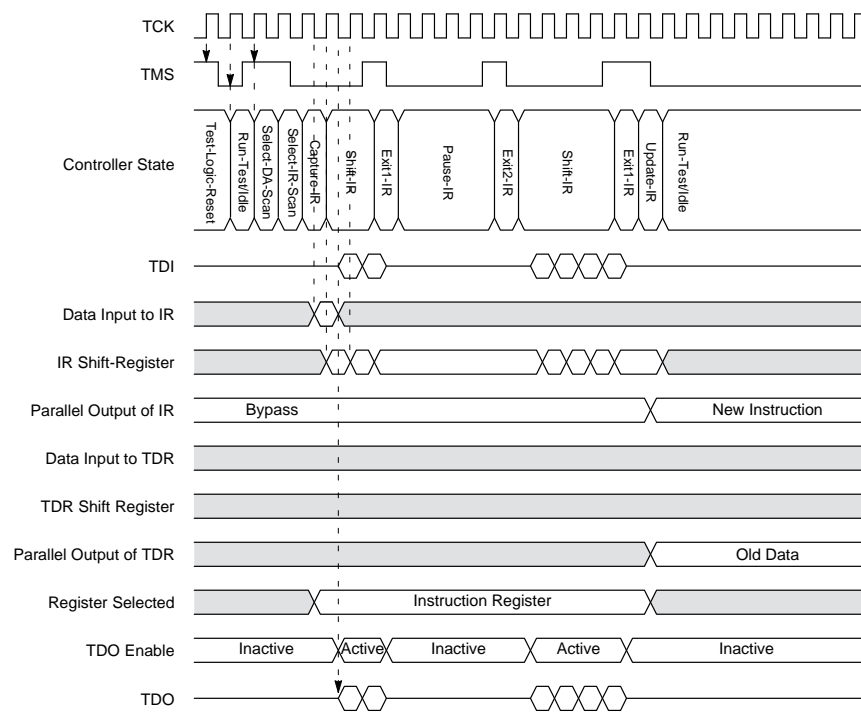 TCK
TMS
Controller State
Test-Logic-Reset
Run-Test/Idle
Select-DA-Scan
Select-IR-Scan
Capture-IR
Shift-IR
Exit1-IR
Pause-IR
Exit2-IR
Shift-IR
Exit1-IR
Update-IR
Run-Test/Idle
TDI
Data Input to IR
IR Shift-Register
Parallel Output of IR
Bypass
New Instruction
Data Input to TDR
TDR Shift Register
Parallel Output of TDR
Old Data
Register Selected
Instruction Register
TDO Enable
Inactive
Active
Inactive
Active
Inactive
TDO